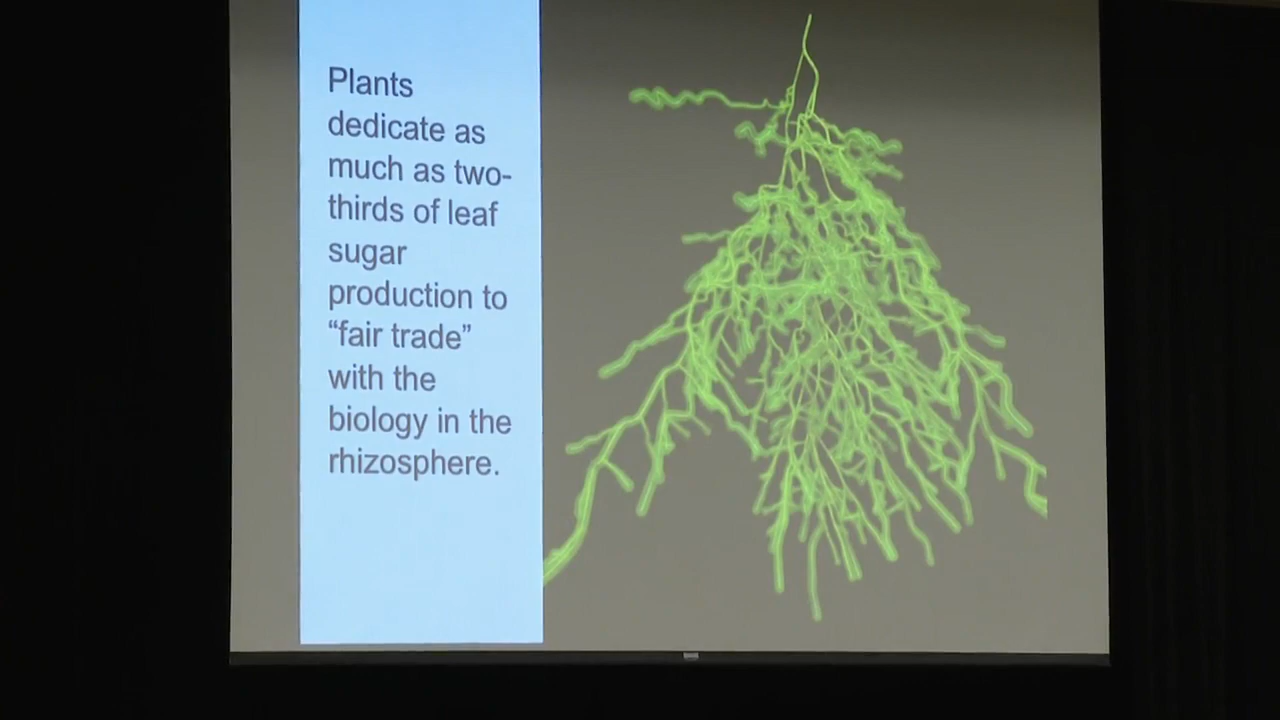 Plants
dedicate as
much as two-
thirds of leaf
sugar
production to
“fair trade”
with the
biology in the
rhizosphere.